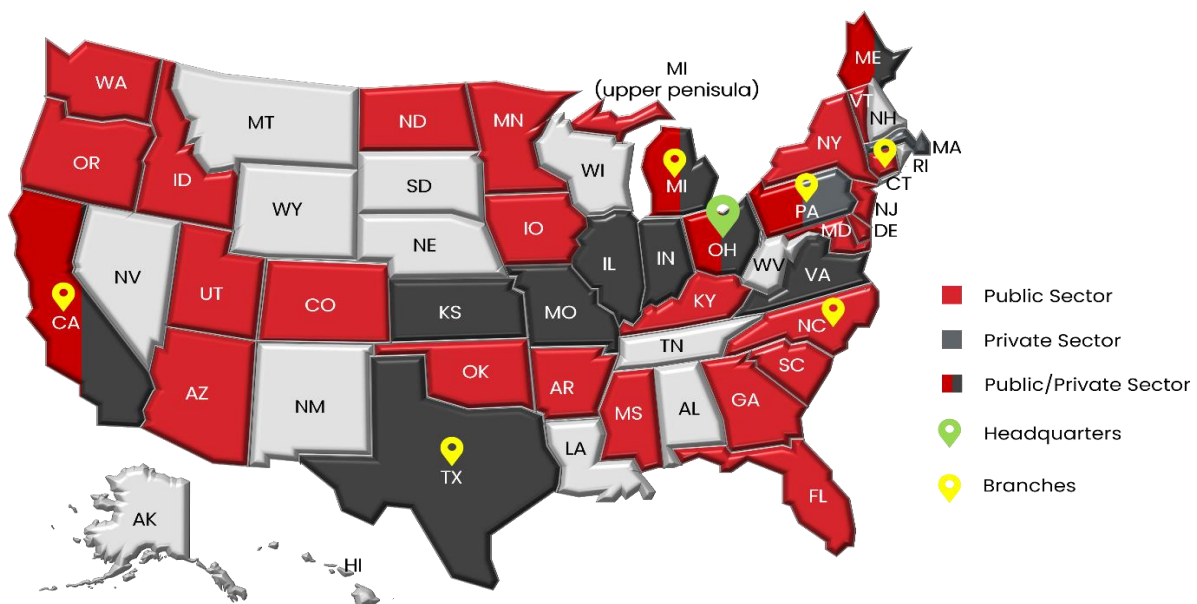 WA
OR
CA
ID
NV
MT
WY
UT
AZ
CO
NM
ND
SD
NE
KS
OK
TX
MN
IO
MO
AR
LA
WI
IL
MS
MI
(upper penisula)
MI
IN
OH
KY
TN
AL
GA
FL
SC
NC
VA
WV
PA
NY
VT
ME
NH
MA
RI
CT
NJ
DE
MD
AK
HI
Public Sector
Private Sector
Public/Private Sector
Headquarters
Branches